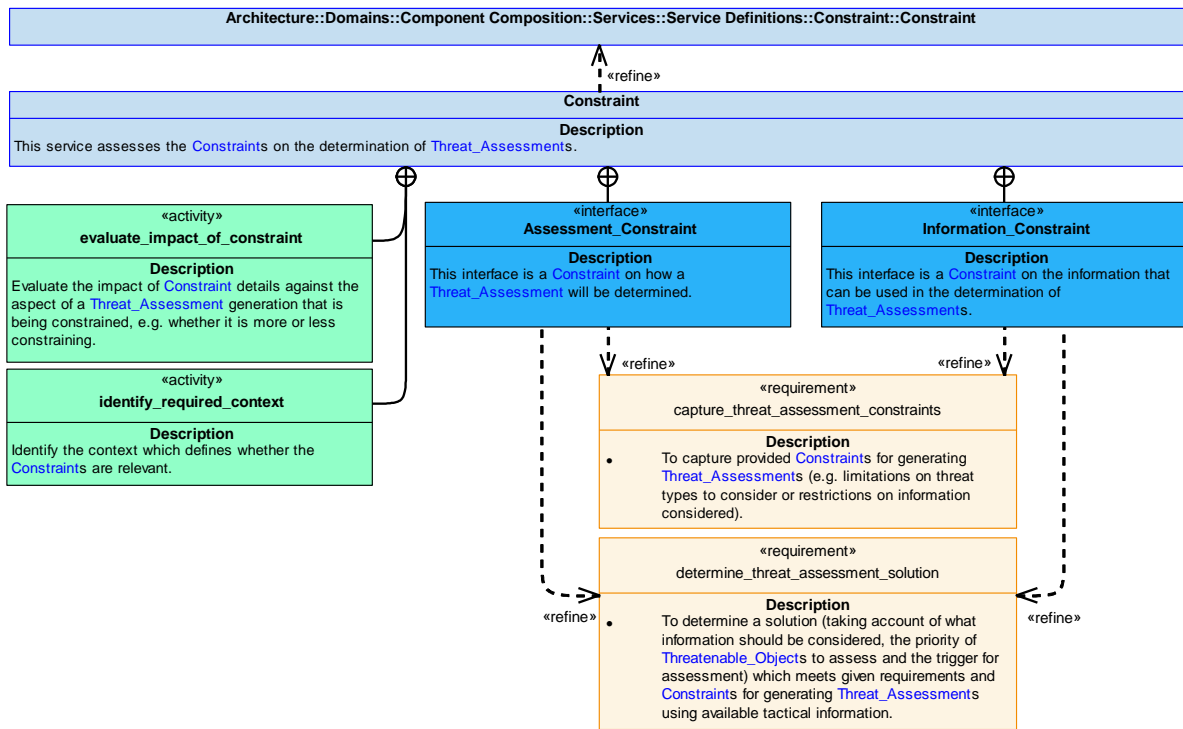 Architecture::Domains::Component Composition::Services::Service Definitions::Constraint::Constraint
«refine»
Constraint
Description
This service assesses the Constraints on the determination of Threat_Assessments.
«activity»
evaluate_impact_of_constraint
Description
Evaluate the impact of Constraint details against the
aspect of a Threat_Assessment generation that is
being constrained, e.g. whether it is more or less
constraining.
«activity»
identify_required_context
Description
Identify the context which defines whether the
Constraints are relevant.
«interface»
Assessment_Constraint
Description
This interface is a Constraint on how a
Threat_Assessment will be determined.
«interface»
Information_Constraint
Description
This interface is a Constraint on the information that
can be used in the determination of
Threat_Assessments.
«refine»
«refine»
«requirement»
capture_threat_assessment_constraints
Description
• To capture provided Constraints for generating
Threat_Assessments (e.g. limitations on threat
types to consider or restrictions on information
considered).
«requirement»
determine_threat_assessment_solution
Description
• To determine a solution (taking account of what
information should be considered, the priority of
Threatenable_Objects to assess and the trigger for
assessment) which meets given requirements and
Constraints for generating Threat_Assessments
using available tactical information.
«refine»
«refine»